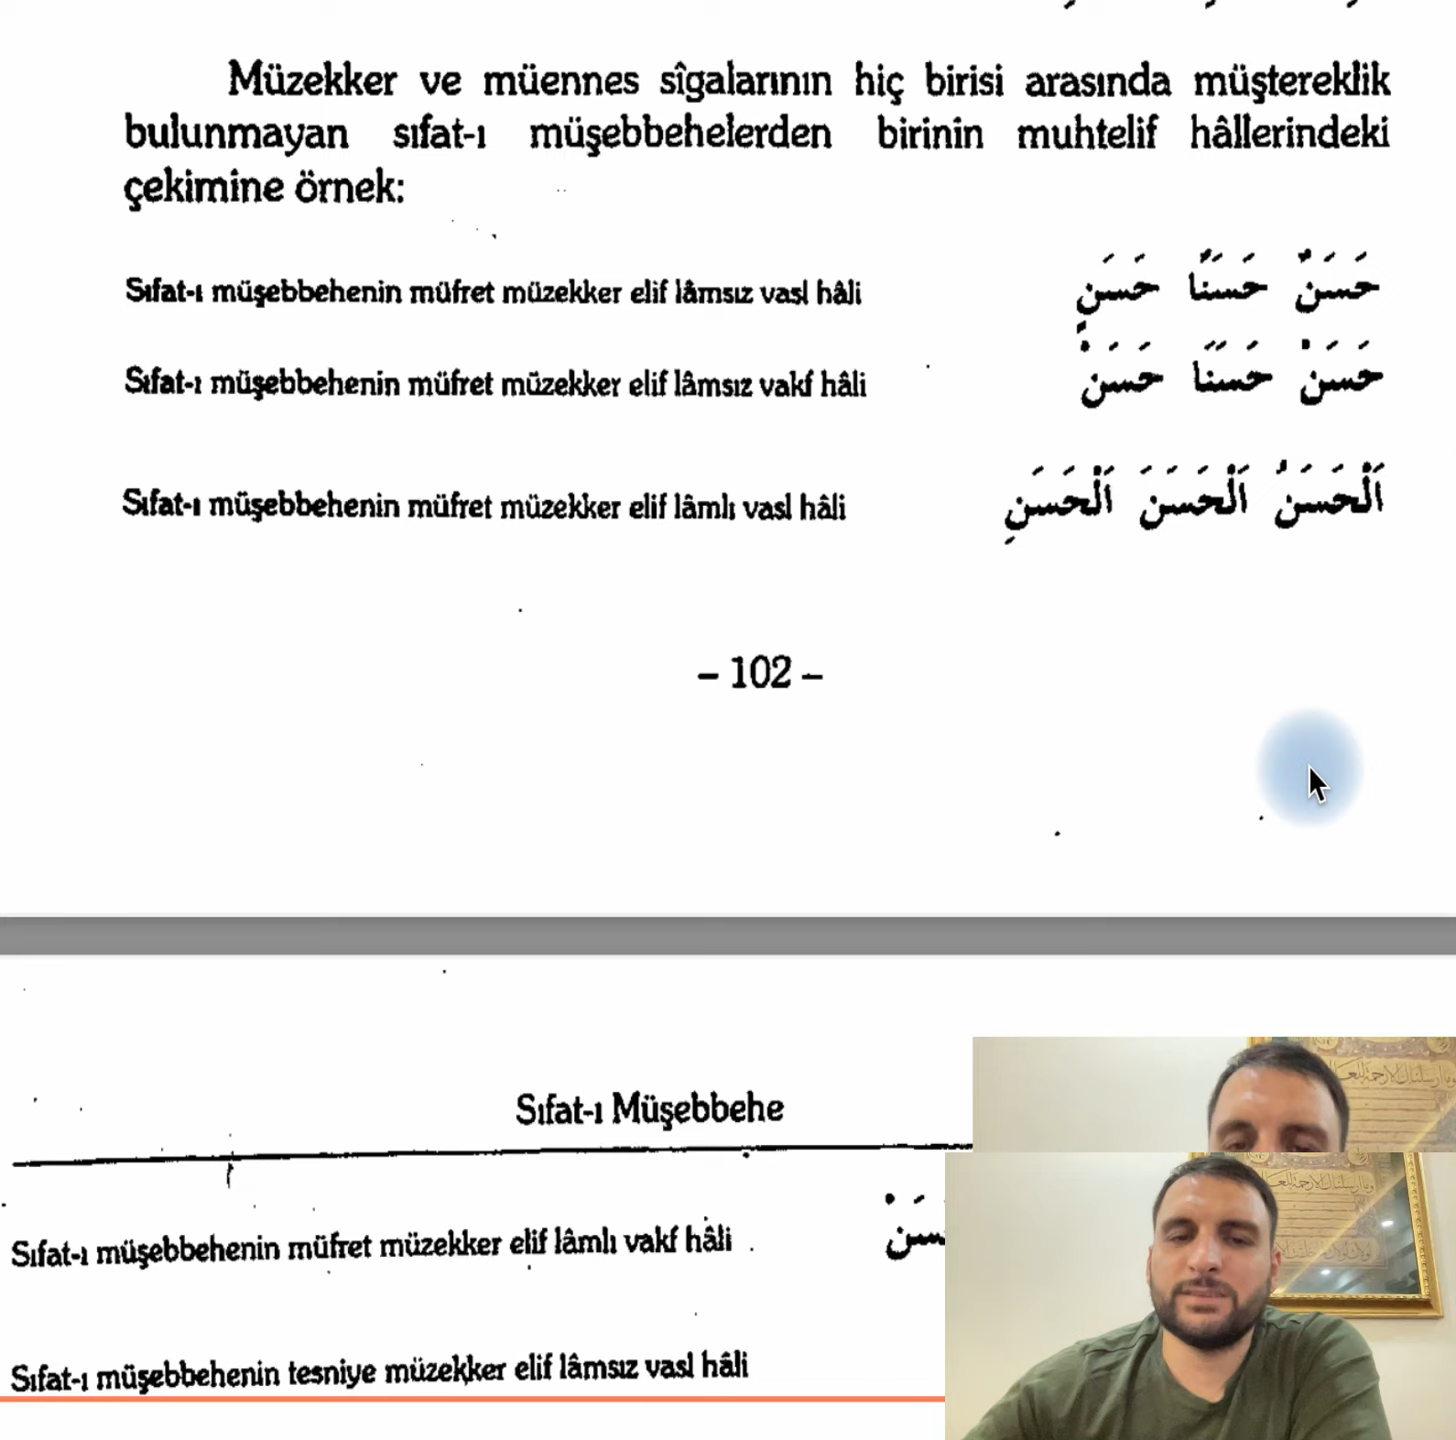 Müzekker ve müennes sîgalarının hiç birisi arasında müştereklik
bulunmayan sıfat-ı müşebbehelerden birinin muhtelif hâllerindeki
çekimine örnek:
Sıfat-ı müşebbehenin müfret müzekker elif lâmsız vasl hâli حَسَنٌ حَسَنًا حَسَنٍ
Sıfat-ı müşebbehenin müfret müzekker elif lâmsız vakf hâli حَسَنْ حَسَنَا حَسَنْ
Sıfat-ı müşebbehenin müfret müzekker elif lâmlı vasl hâli اَلْحَسَنُ اَلْحَسَنَ اَلْحَسَنِ
– 102 –
Sıfat-ı Müşebbehe
Sıfat-ı müşebbehenin müfret müzekker elif lâmlı vakf hâli
Sıfat-ı müşebbehenin tesniye müzekker elif lâmsız vasl hâli